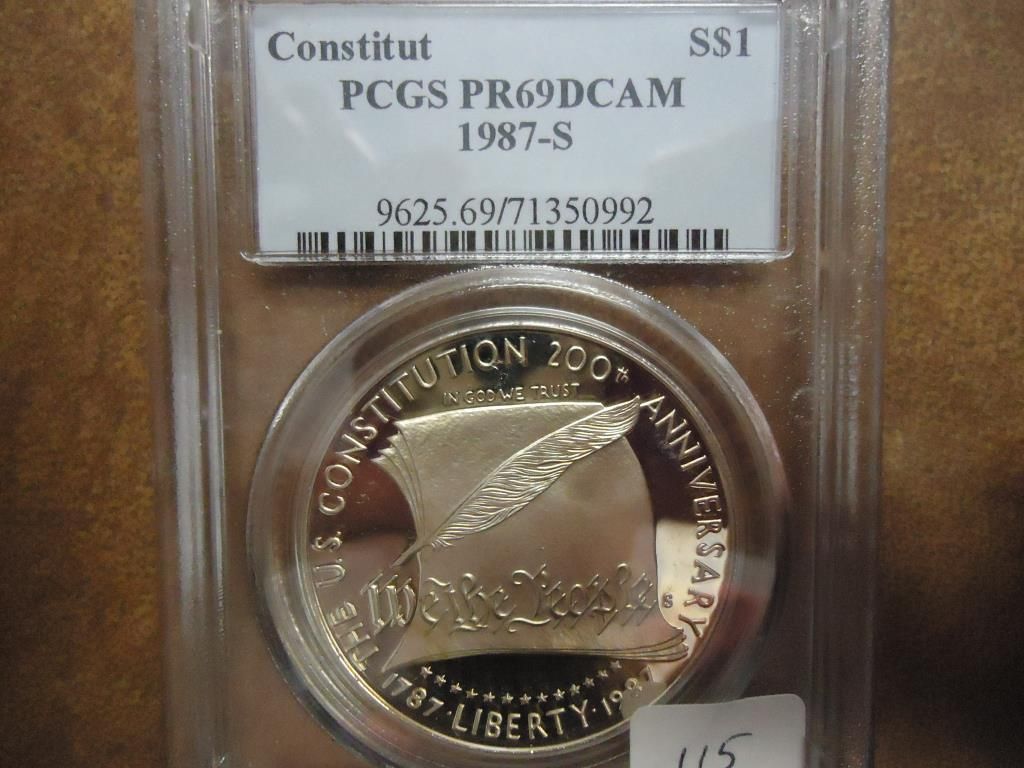 Constitut S$1
PCGS PR69DCAM
1987-S
9625.69/71350992
THE U.S. CONSTITUTION 200th ANNIVERSARY
IN GOD WE TRUST
We the People
S
1787 · LIBERTY · 1987
115